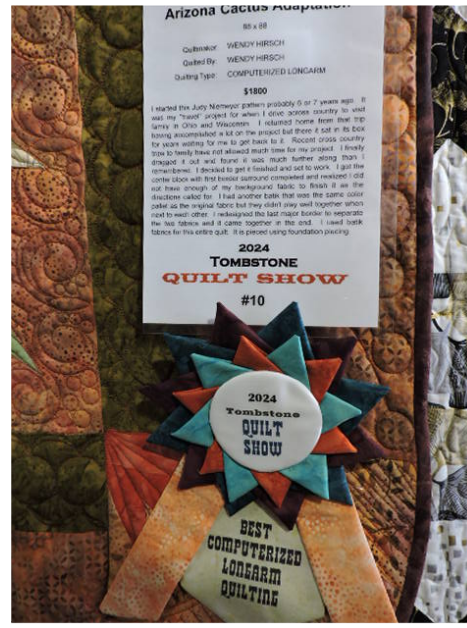 Arizona Cactus Adaptation
88 x 88
Quiltmaker: WENDY HIRSCH
Quilted By: WENDY HIRSCH
Quilting Type: COMPUTERIZED LONGARM
$1800
I started this Judy Niemeyer pattern probably 6 or 7 years ago. It
was my "travel" project for when I drive across country to visit
family in Ohio and Wisconsin. I returned home from that trip
having accomplished a lot on the project but there it sat in its box
for years waiting for me to get back to it. Recent cross country
trips to family have not allowed much time for my project. I finally
dragged it out and found it was much further along than I
remembered. I decided to get it finished and set to work. I got the
center block with first border surround completed and realized I did
not have enough of my background fabric to finish it as the
directions called for. I had another batik that was the same color
pallet as the original fabric but they didn't play well together when
next to each other. I redesigned the last major border to separate
the two fabrics and it came together in the end. I used batik
fabrics for this entire quilt. It is pieced using foundation piecing.
2024
TOMBSTONE
QUILT SHOW
#10
2024
Tombstone
QUILT
SHOW
BEST
COMPUTERIZED
LONGARM
QUILTING